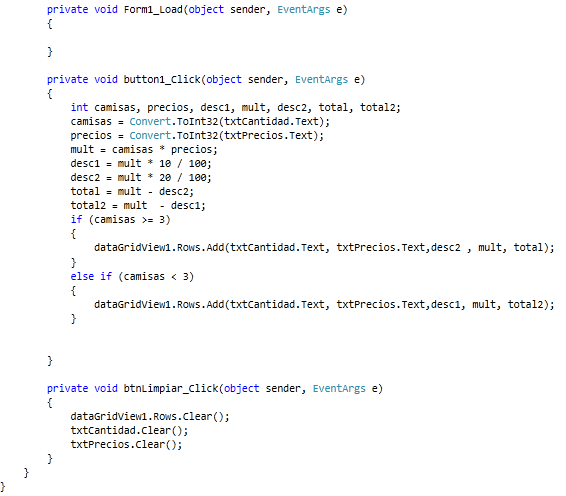 private void Form1_Load(object sender, EventArgs e)
{
}
private void button1_Click(object sender, EventArgs e)
{
int camisas, precios, desc1, mult, desc2, total, total2;
camisas = Convert.ToInt32(txtCantidad.Text);
precios = Convert.ToInt32(txtPrecios.Text);
mult = camisas * precios;
desc1 = mult * 10 / 100;
desc2 = mult * 20 / 100;
total = mult - desc2;
total2 = mult  - desc1;
if (camisas >= 3)
{
dataGridView1.Rows.Add(txtCantidad.Text, txtPrecios.Text,desc2 , mult, total);
}
else if (camisas < 3)
{
dataGridView1.Rows.Add(txtCantidad.Text, txtPrecios.Text,desc1, mult, total2);
}
}
private void btnLimpiar_Click(object sender, EventArgs e)
{
dataGridView1.Rows.Clear();
txtCantidad.Clear();
txtPrecios.Clear();
}
}
}